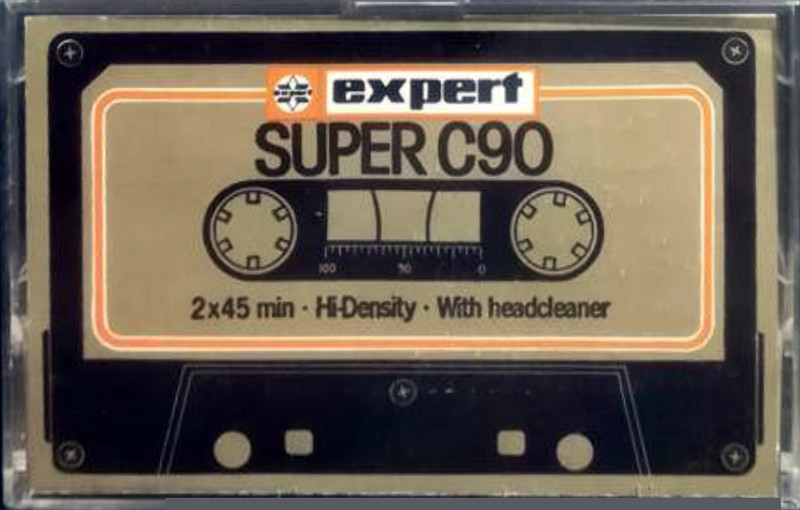 expert
SUPER C90
100 50 0
2x45 min · Hi-Density · With headcleaner